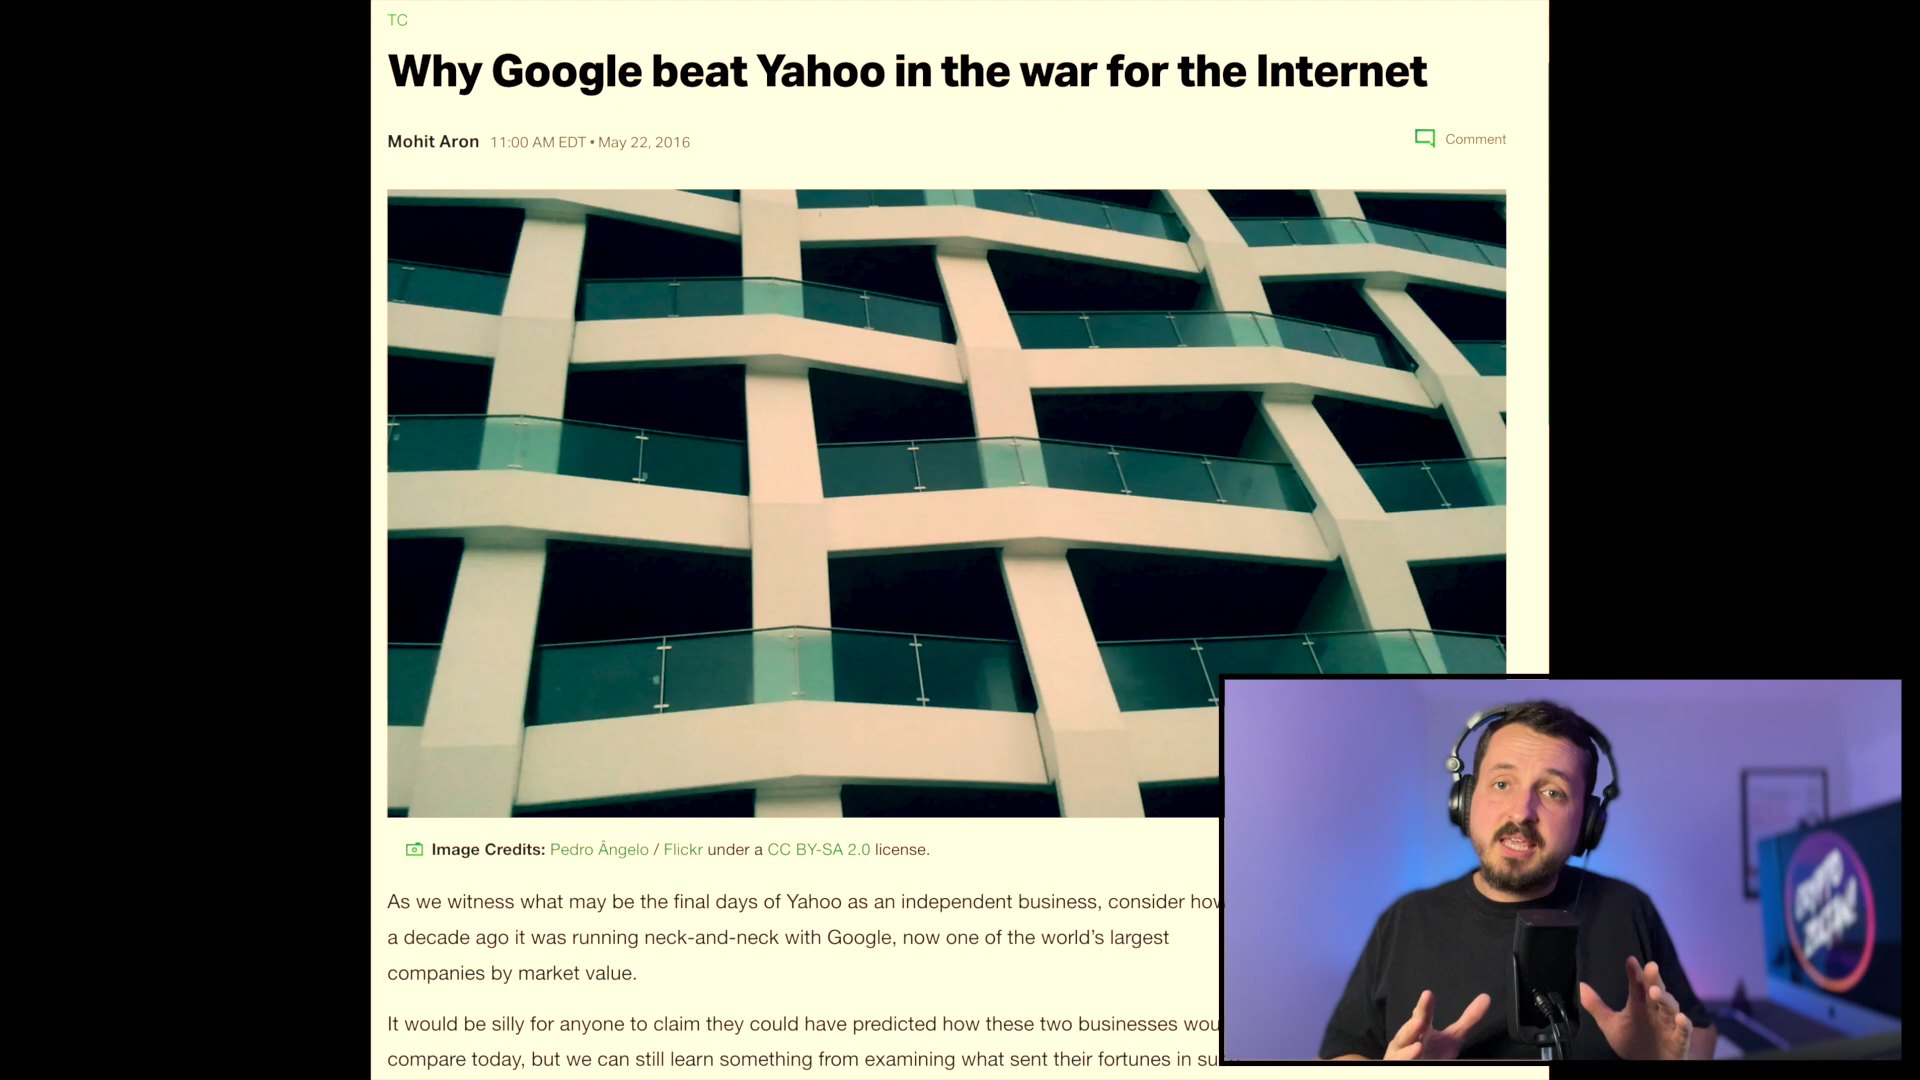 TC
Why Google beat Yahoo in the war for the Internet
Mohit Aron 11:00 AM EDT • May 22, 2016
Comment
Image Credits: Pedro Ângelo / Flickr under a CC BY-SA 2.0 license.
As we witness what may be the final days of Yahoo as an independent business, consider how
a decade ago it was running neck-and-neck with Google, now one of the world's largest
companies by market value.
It would be silly for anyone to claim they could have predicted how these two businesses
compare today, but we can still learn something from examining what sent their fortunes in
CRYPTO